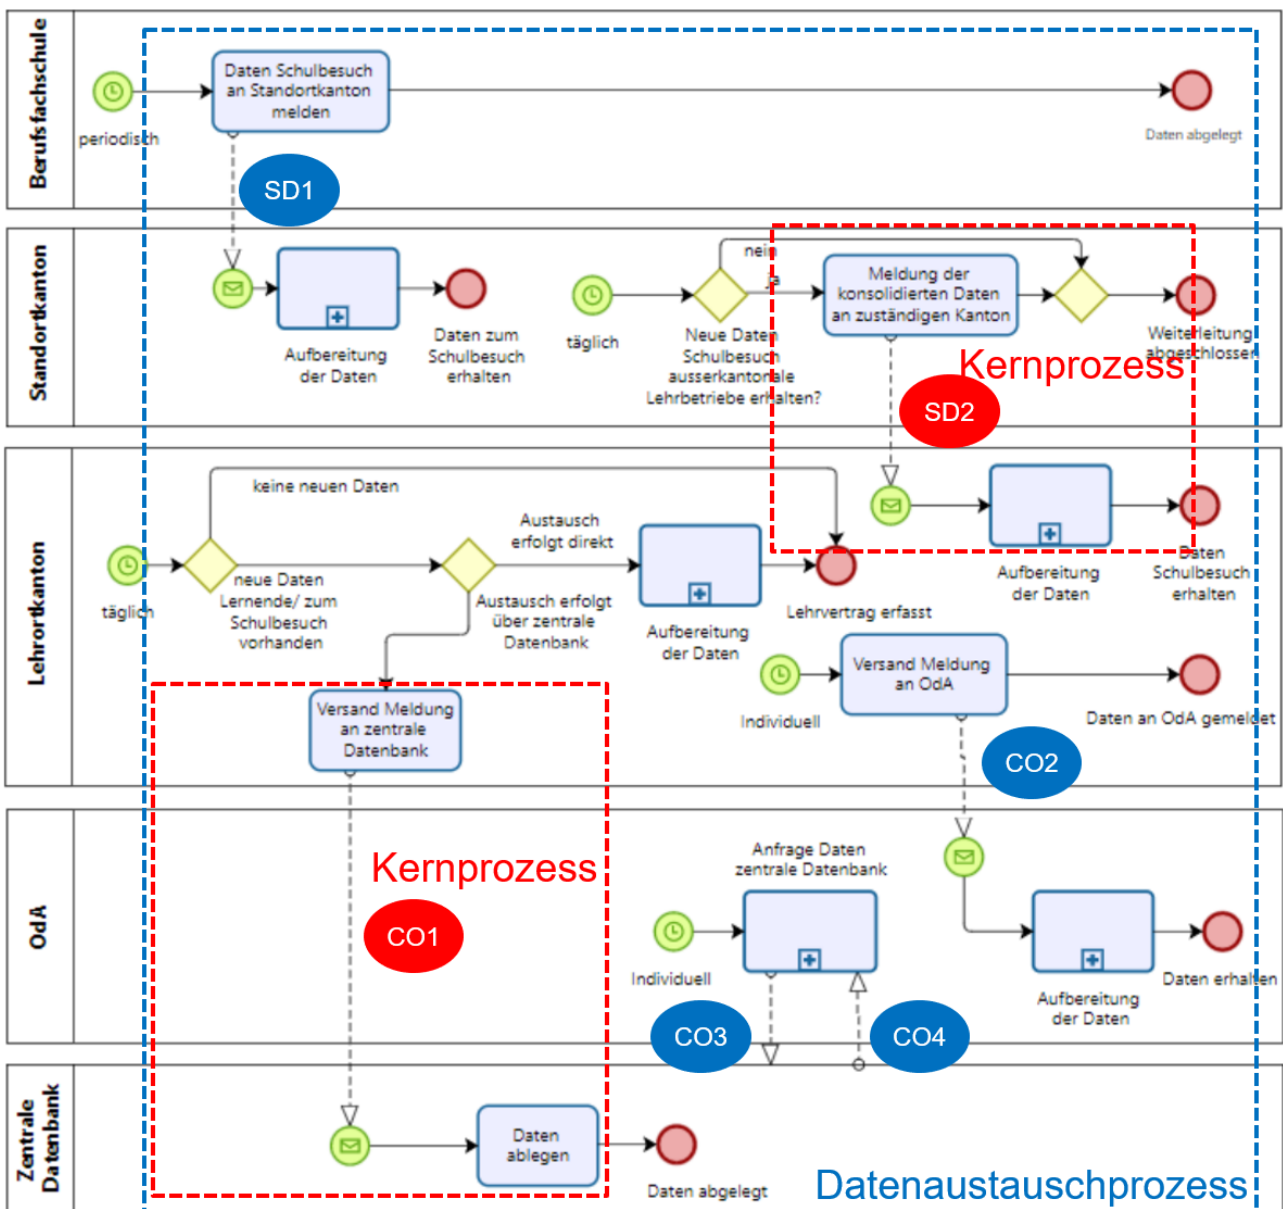 Berufsfachschule
Daten Schulbesuch
an Standortkanton
melden
periodisch
Daten abgelegt
SD1
Standortkanton
Aufbereitung
der Daten
Daten zum
Schulbesuch
erhalten
täglich
nein
ja
Neue Daten
Schulbesuch
ausserkantonale
Lehrbetriebe erhalten?
Meldung der
konsolidierten Daten
an zuständigen Kanton
Weiterleitung
abgeschlossen
Kernprozess
SD2
Lehrortkanton
keine neuen Daten
täglich
neue Daten
Lernende/ zum
Schulbesuch
vorhanden
Austausch
erfolgt direkt
Austausch erfolgt
über zentrale
Datenbank
Aufbereitung
der Daten
Lehrvertrag erfasst
Aufbereitung
der Daten
Daten
Schulbesuch
erhalten
Versand Meldung
an zentrale
Datenbank
Individuell
Versand Meldung
an OdA
Daten an OdA gemeldet
CO2
OdA
Kernprozess
CO1
Anfrage Daten
zentrale Datenbank
Individuell
CO3
CO4
Aufbereitung
der Daten
Daten erhalten
Zentrale
Datenbank
Daten
ablegen
Daten abgelegt
Datenaustauschprozess